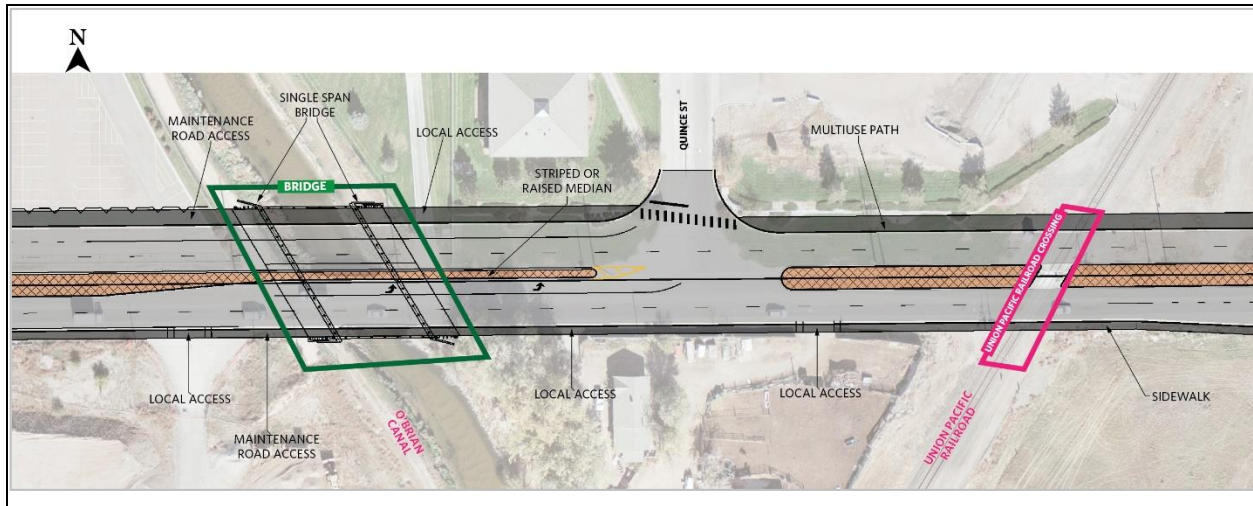 N
SINGLE SPAN
BRIDGE
MAINTENANCE
ROAD ACCESS
LOCAL ACCESS
QUINCE ST
MULTIUSE PATH
STRIPED OR
RAISED MEDIAN
BRIDGE
UNION PACIFIC RAILROAD CROSSING
LOCAL ACCESS
MAINTENANCE
ROAD ACCESS
O'BRIAN
CANAL
LOCAL ACCESS
LOCAL ACCESS
UNION PACIFIC
RAILROAD
SIDEWALK